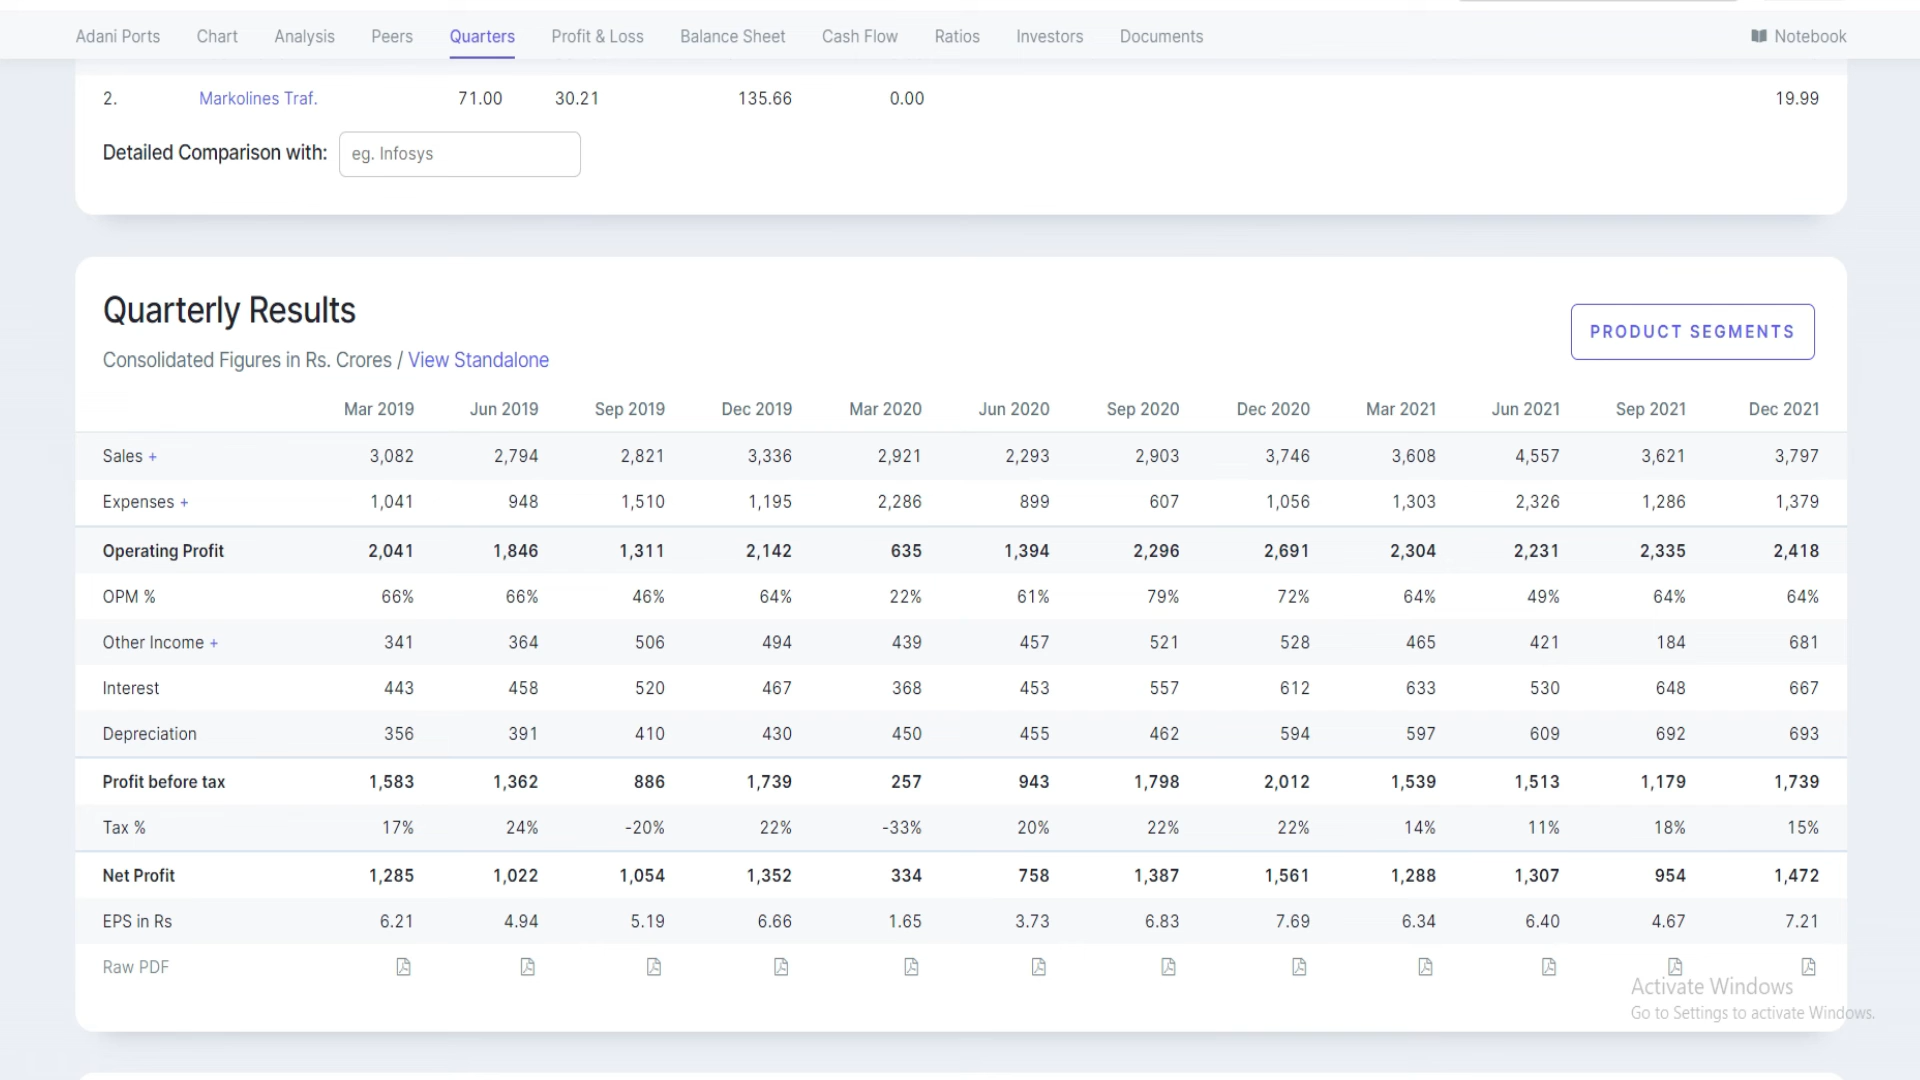 Adani Ports Chart Analysis Peers Quarters Profit & Loss Balance Sheet Cash Flow Ratios Investors Documents Notebook
2. Markolines Traf. 71.00 30.21 135.66 0.00 19.99
Detailed Comparison with: eg. Infosys
Quarterly Results
PRODUCT SEGMENTS
Consolidated Figures in Rs. Crores / View Standalone
Mar 2019 Jun 2019 Sep 2019 Dec 2019 Mar 2020 Jun 2020 Sep 2020 Dec 2020 Mar 2021 Jun 2021 Sep 2021 Dec 2021
Sales + 3,082 2,794 2,821 3,336 2,921 2,293 2,903 3,746 3,608 4,557 3,621 3,797
Expenses + 1,041 948 1,510 1,195 2,286 899 607 1,056 1,303 2,326 1,286 1,379
Operating Profit 2,041 1,846 1,311 2,142 635 1,394 2,296 2,691 2,304 2,231 2,335 2,418
OPM % 66% 66% 46% 64% 22% 61% 79% 72% 64% 49% 64% 64%
Other Income + 341 364 506 494 439 457 521 528 465 421 184 681
Interest 443 458 520 467 368 453 557 612 633 530 648 667
Depreciation 356 391 410 430 450 455 462 594 597 609 692 693
Profit before tax 1,583 1,362 886 1,739 257 943 1,798 2,012 1,539 1,513 1,179 1,739
Tax % 17% 24% -20% 22% -33% 20% 22% 22% 14% 11% 18% 15%
Net Profit 1,285 1,022 1,054 1,352 334 758 1,387 1,561 1,288 1,307 954 1,472
EPS in Rs 6.21 4.94 5.19 6.66 1.65 3.73 6.83 7.69 6.34 6.40 4.67 7.21
Raw PDF
Activate Windows
Go to Settings to activate Windows.